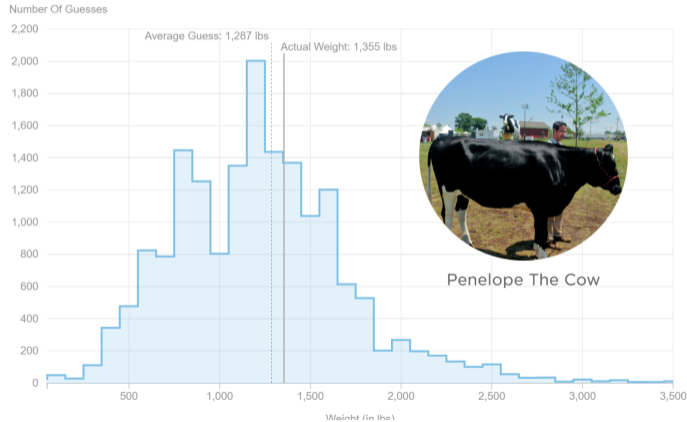 Number Of Guesses
2,200
Average Guess: 1,287 lbs
Actual Weight: 1,355 lbs
2,000
1,800
1,600
1,400
1,200
1,000
800
600
400
200
0
Penelope The Cow
500 1,000 1,500 2,000 2,500 3,000 3,500
Weight (in lbs)